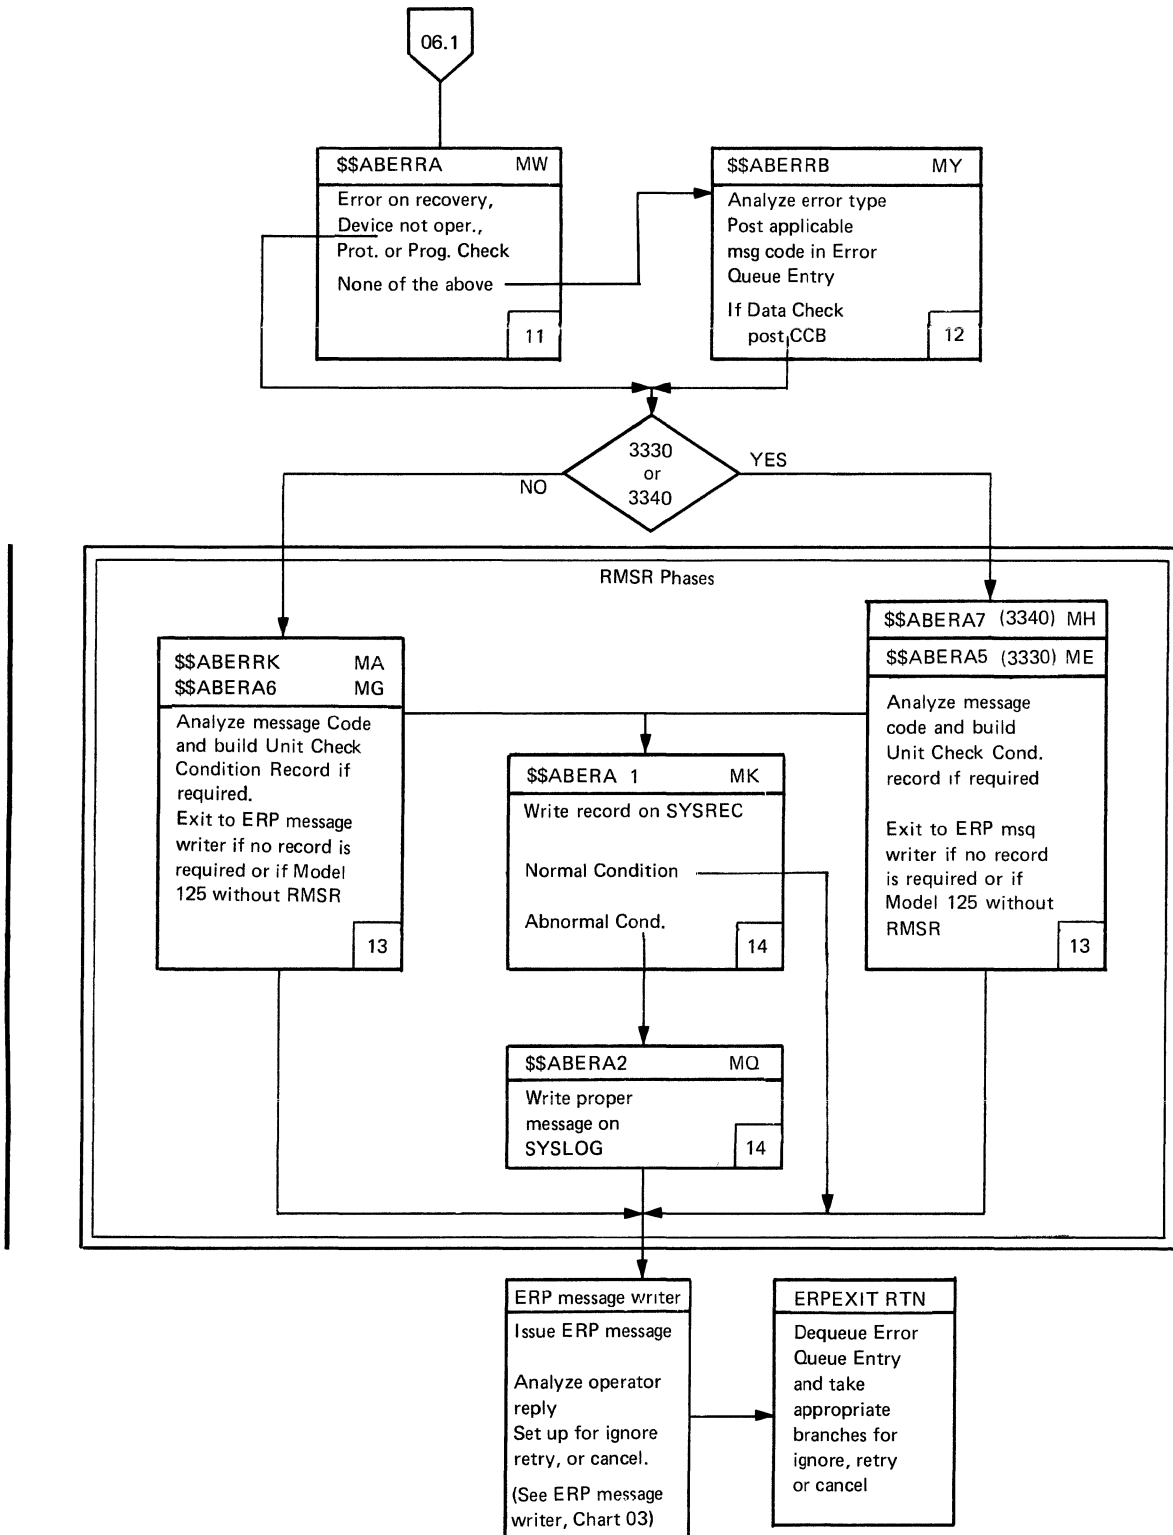 06.1
$$ABERRA MW
Error on recovery,
Device not oper.,
Prot. or Prog. Check
None of the above
11
$$ABERRB MY
Analyze error type
Post applicable
msg code in Error
Queue Entry
If Data Check
post CCB
12
3330
or
3340
NO
YES
RMSR Phases
$$ABERRK MA
$$ABERA6 MG
Analyze message Code
and build Unit Check
Condition Record if
required.
Exit to ERP message
writer if no record is
required or if Model
125 without RMSR
13
$$ABERA 1 MK
Write record on SYSREC
Normal Condition
Abnormal Cond.
14
$$ABERA7 (3340) MH
$$ABERA5 (3330) ME
Analyze message
code and build
Unit Check Cond.
record if required
Exit to ERP msq
writer if no record
is required or if
Model 125 without
RMSR
13
$$ABERA2 MQ
Write proper
message on
SYSLOG
14
ERP message writer
Issue ERP message
Analyze operator
reply
Set up for ignore
retry, or cancel.
(See ERP message
writer, Chart 03)
ERPEXIT RTN
Dequeue Error
Queue Entry
and take
appropriate
branches for
ignore, retry
or cancel